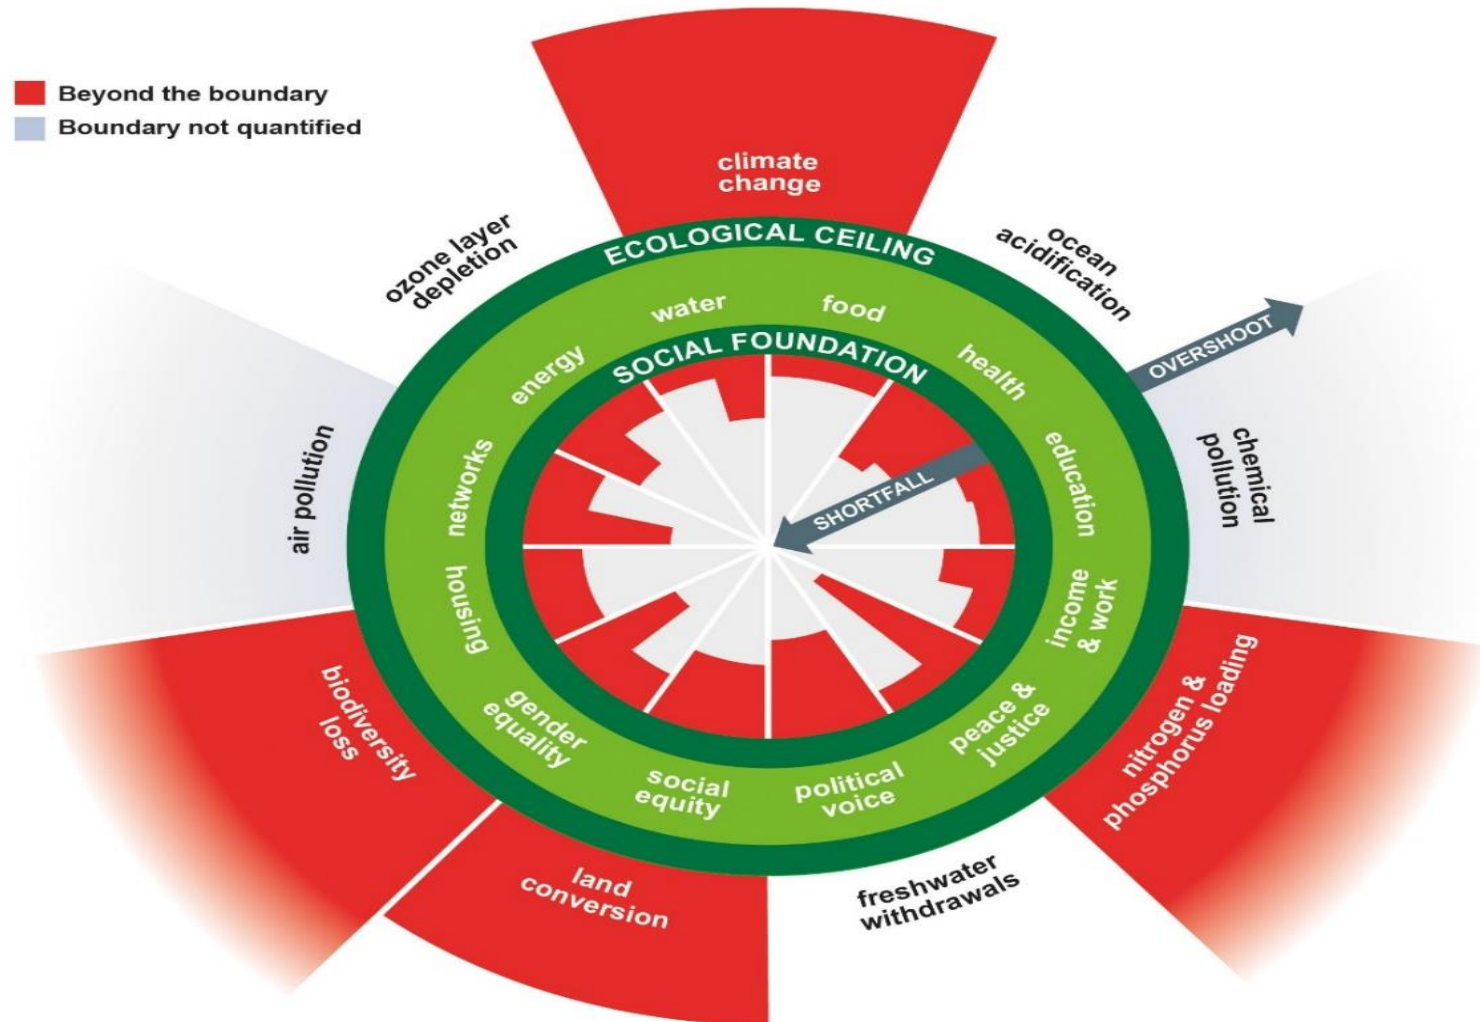 Beyond the boundary
Boundary not quantified
climate
change
ozone layer
depletion
ocean
acidification
ECOLOGICAL CEILING
water
food
SOCIAL FOUNDATION
energy
health
OVERSHOOT
networks
education
SHORTFALL
air pollution
chemical
pollution
housing
income
& work
biodiversity
loss
nitrogen &
phosphorus loading
gender
equality
peace &
justice
social
equity
political
voice
land
conversion
freshwater
withdrawals